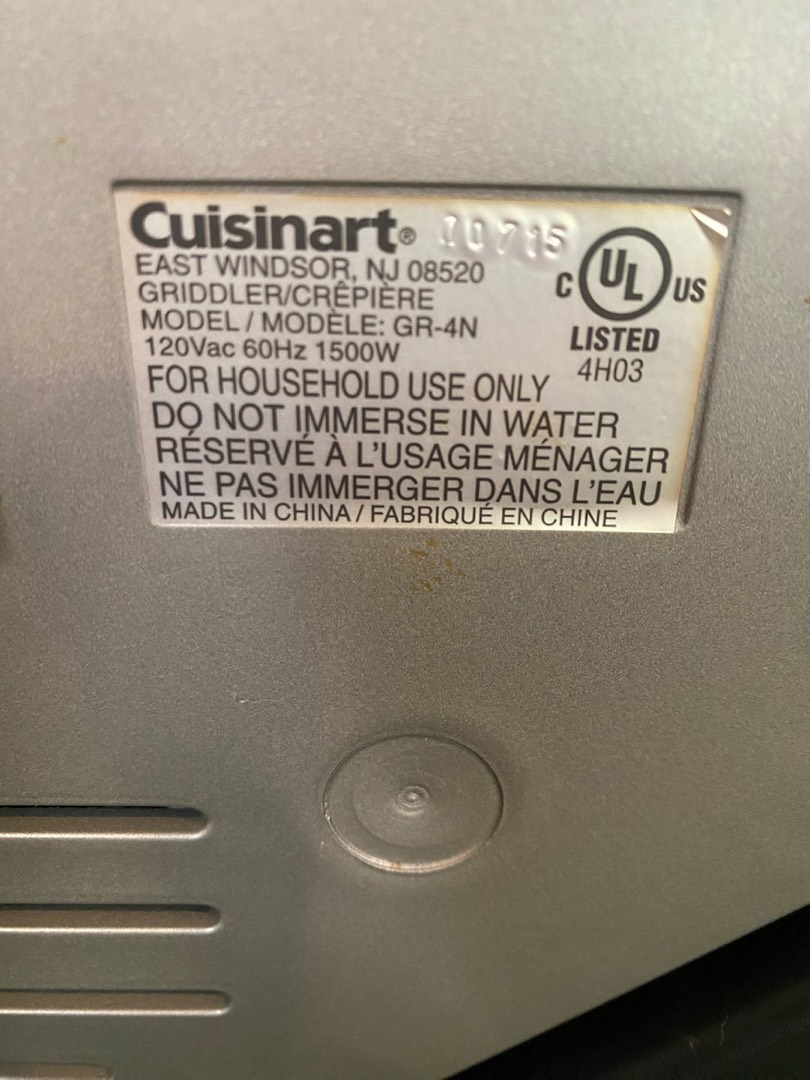 Cuisinart® 10715
EAST WINDSOR, NJ 08520
GRIDDLER/CRÊPIÈRE
MODEL / MODÈLE: GR-4N
120Vac 60Hz 1500W
C UL US
LISTED
4H03
FOR HOUSEHOLD USE ONLY
DO NOT IMMERSE IN WATER
RÉSERVÉ À L'USAGE MÉNAGER
NE PAS IMMERGER DANS L'EAU
MADE IN CHINA / FABRIQUÉ EN CHINE